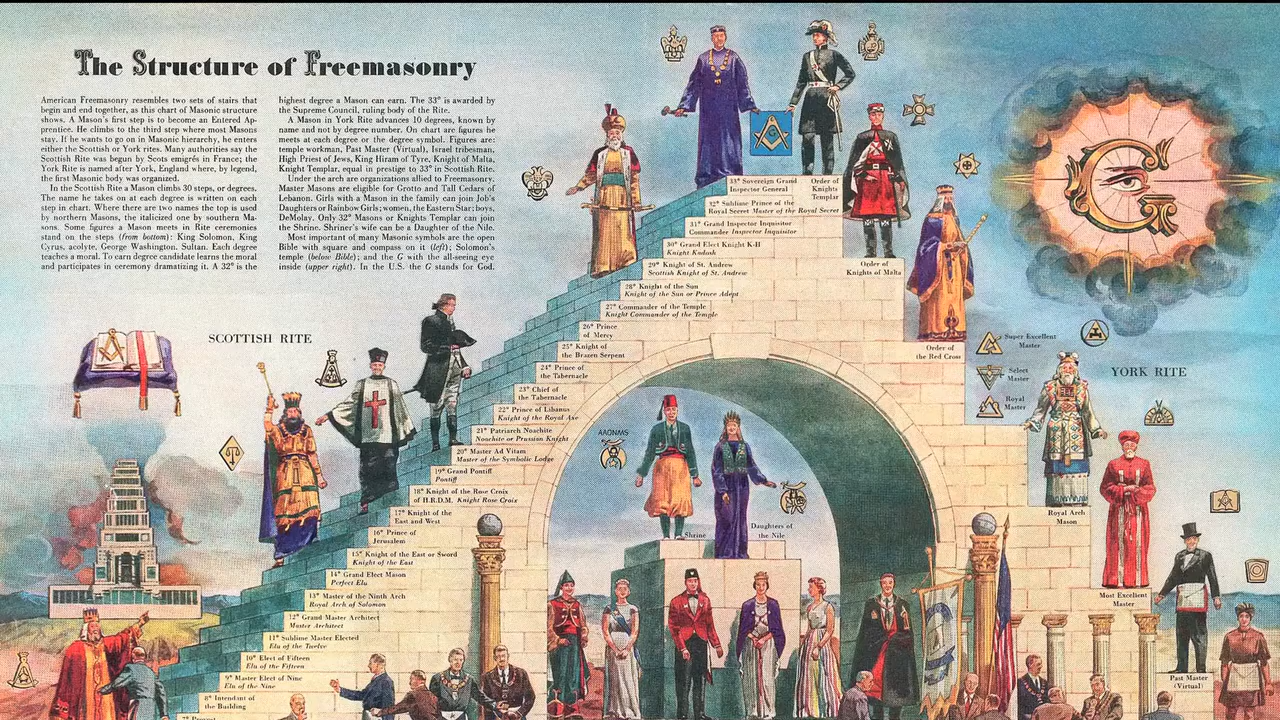 The Structure of Freemasonry
American Freemasonry resembles two sets of stairs that
begin and end together, as this chart of Masonic structure
shows. A Mason's first step is to become an Entered Ap-
prentice. He climbs to the third step where most Masons
stay. If he wants to go on in Masonic hierarchy, he enters
either the Scottish or York rites. Many authorities say the
Scottish Rite was begun by Scots emigrés in France; the
York Rite is named after York, England where, by legend,
the first Masonic body was organized.
In the Scottish Rite a Mason climbs 30 steps, or degrees.
The name he takes on at each degree is written on each
step in chart. Where there are two names the top is used
by northern Masons, the italicized one by southern Ma-
sons. Some figures a Mason meets in Rite ceremonies
stand on the steps (from bottom): King Solomon, King
Cyrus, acolyte, George Washington, Sultan. Each degree
teaches a moral. To earn degree candidate learns the moral
and participates in ceremony dramatizing it. A 32° is the
highest degree a Mason can earn. The 33° is awarded by
the Supreme Council, ruling body of the Rite.
A Mason in York Rite advances 10 degrees, known by
name and not by degree number. On chart are figures he
meets at each degree or the degree symbol. Figures are:
temple workman, Past Master (Virtual), Israel tribesman,
High Priest of Jews, King Hiram of Tyre, Knight of Malta,
Knight Templar, equal in prestige to 33° in Scottish Rite.
Under the arch are organizations allied to Freemasonry.
Master Masons are eligible for Grotto and Tall Cedars of
Lebanon. Girls with a Mason in the family can join Job's
Daughters or Rainbow Girls; women, the Eastern Star; boys,
DeMolay. Only 32° Masons or Knights Templar can join
the Shrine. Shriner's wife can be a Daughter of the Nile.
Most important of many Masonic symbols are the open
Bible with square and compass on it (left); Solomon's
temple (below Bible); and the G with the all-seeing eye
inside (upper right). In the U.S. the G stands for God.
SCOTTISH RITE
YORK RITE
G
33° Sovereign Grand
Inspector General
Order of
Knights
Templar
32° Sublime Prince of the
Royal Secret Master of the Royal Secret
31° Grand Inspector Inquisitor
Commander Inspector Inquisitor
30° Grand Elect Knight K-H
Knight Kadosh
29° Knight of St. Andrew
Scottish Knight of St. Andrew
28° Knight of the Sun
Knight of the Sun or Prince Adept
27° Commander of the Temple
Knight Commander of the Temple
26° Prince
of Mercy
25° Knight of
the Brazen Serpent
24° Prince of
the Tabernacle
23° Chief of
the Tabernacle
22° Prince of Libanus
Knight of the Royal Axe
21° Patriarch Noachite
Noachite or Prussian Knight
20° Master Ad Vitam
Master of the Symbolic Lodge
19° Grand Pontiff
Pontiff
18° Knight of the Rose Croix
of H.R.D.M. Knight Rose Croix
17° Knight of the
East and West
16° Prince of
Jerusalem
15° Knight of the East or Sword
Knight of the East
14° Grand Elect Mason
Perfect Elu
13° Master of the Ninth Arch
Royal Arch of Solomon
12° Grand Master Architect
Master Architect
11° Sublime Master Elected
Elu of the Twelve
10° Elect of Fifteen
Elu of the Fifteen
9° Master Elect of Nine
Elu of the Nine
8° Intendant of
the Building
7° Provost
Order of
Knights of Malta
Order of
the Red Cross
Super Excellent
Master
Select
Master
Royal
Master
Royal Arch
Mason
Most Excellent
Master
Past Master
(Virtual)
AAONMS
Shrine
Daughters of
the Nile